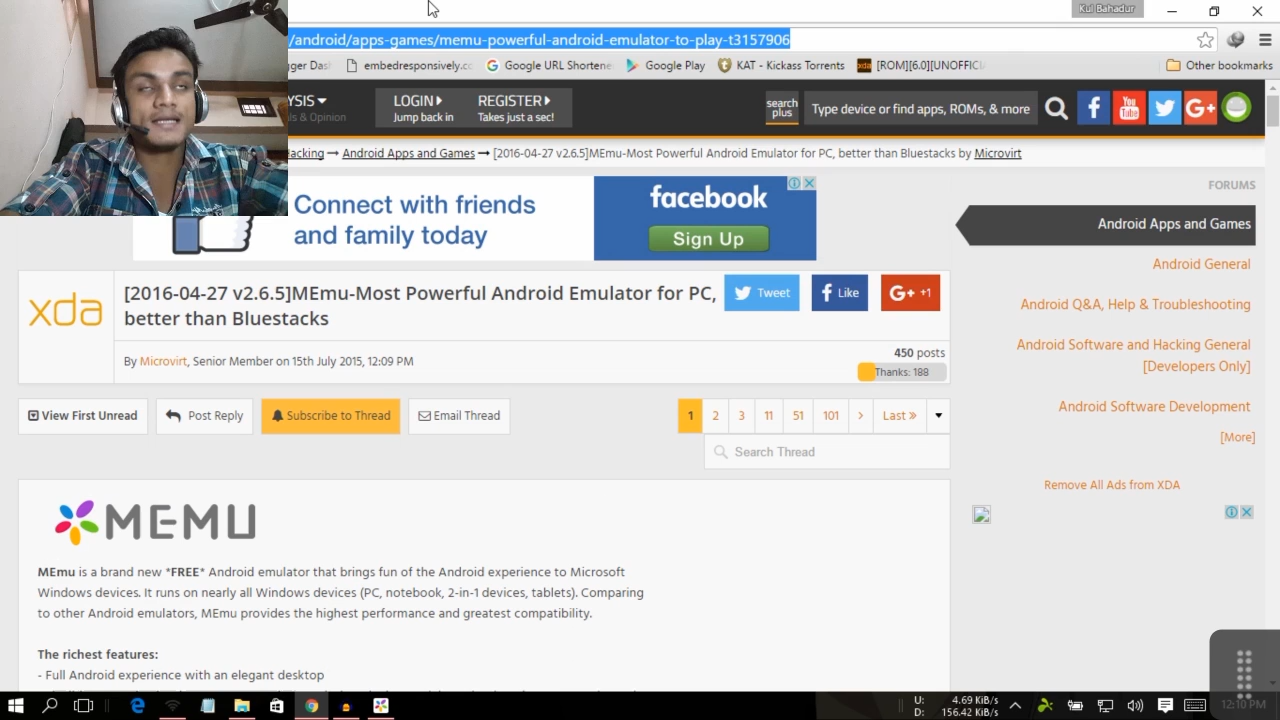 Kul Bahadur
/android/apps-games/memu-powerful-android-emulator-to-play-t3157906
embedresponsively.cc
Google URL Shortene
Google Play
KAT - Kickass Torrents
xda [ROM][6.0][UNOFFICI
Other bookmarks
YSIS
ls & Opinion
LOGIN
Jump back in
REGISTER
Takes just a sec!
search plus
Type device or find apps, ROMs, & more
f
You Tube
G+
Hacking → Android Apps and Games → [2016-04-27 v2.6.5]MEmu-Most Powerful Android Emulator for PC, better than Bluestacks by Microvirt
FORUMS
Connect with friends
and family today
facebook
Sign Up
Android Apps and Games
Android General
Android Q&A, Help & Troubleshooting
Android Software and Hacking General
[Developers Only]
Android Software Development
[More]
Remove All Ads from XDA
xda
[2016-04-27 v2.6.5]MEmu-Most Powerful Android Emulator for PC,
better than Bluestacks
Tweet
f Like
G+ +1
By Microvirt, Senior Member on 15th July 2015, 12:09 PM
450 posts
Thanks: 188
View First Unread
Post Reply
Subscribe to Thread
Email Thread
1 2 3 11 51 101 > Last »
Search Thread
MEMU
MEmu is a brand new *FREE* Android emulator that brings fun of the Android experience to Microsoft
Windows devices. It runs on nearly all Windows devices (PC, notebook, 2-in-1 devices, tablets). Comparing
to other Android emulators, MEmu provides the highest performance and greatest compatibility.
The richest features:
- Full Android experience with an elegant desktop
U: 4.69 KiB/s
D: 156.42 KiB/s
12:10 PM